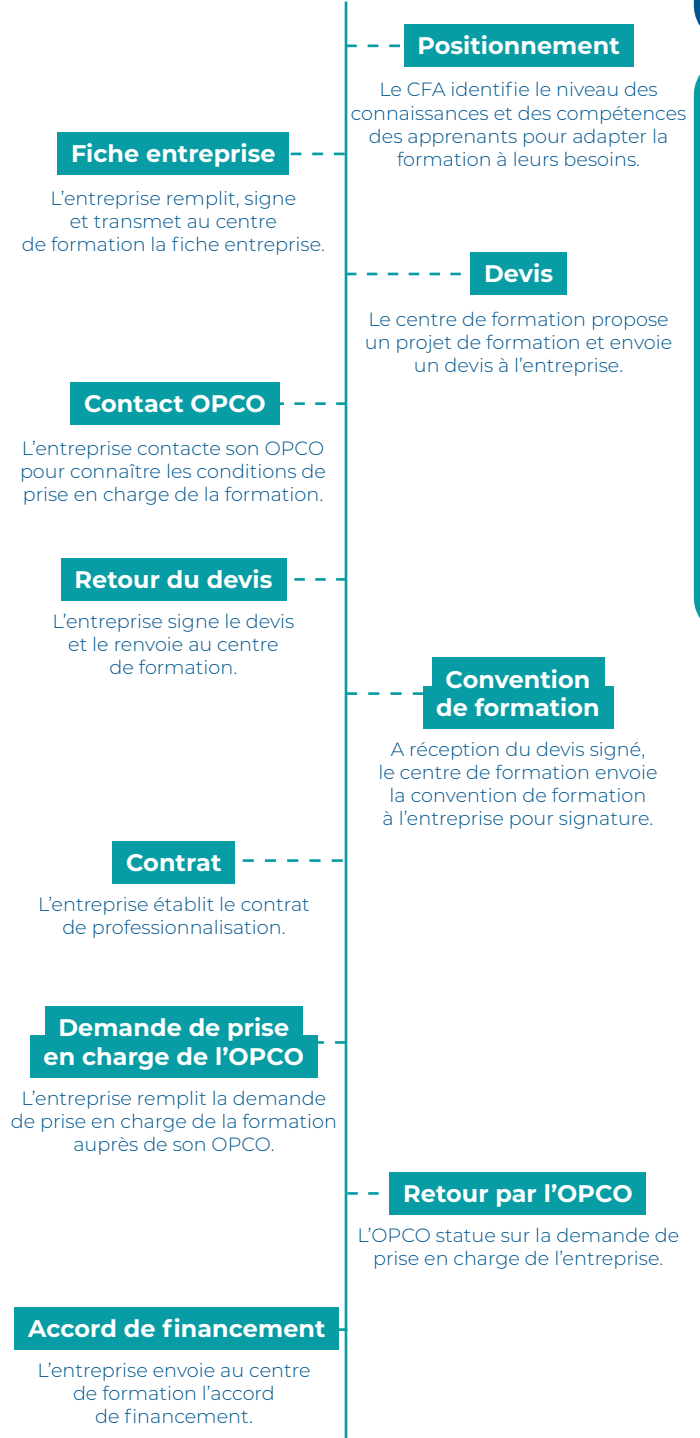 Positionnement
Le CFA identifie le niveau des
connaissances et des compétences
des apprenants pour adapter la
formation à leurs besoins.
Fiche entreprise
L’entreprise remplit, signe
et transmet au centre
de formation la fiche entreprise.
Devis
Le centre de formation propose
un projet de formation et envoie
un devis à l’entreprise.
Contact OPCO
L’entreprise contacte son OPCO
pour connaître les conditions de
prise en charge de la formation.
Retour du devis
L’entreprise signe le devis
et le renvoie au centre
de formation.
Convention
de formation
A réception du devis signé,
le centre de formation envoie
la convention de formation
à l’entreprise pour signature.
Contrat
L’entreprise établit le contrat
de professionnalisation.
Demande de prise
en charge de l’OPCO
L’entreprise remplit la demande
de prise en charge de la formation
auprès de son OPCO.
Retour par l’OPCO
L’OPCO statue sur la demande de
prise en charge de l’entreprise.
Accord de financement
L’entreprise envoie au centre
de formation l’accord
de financement.